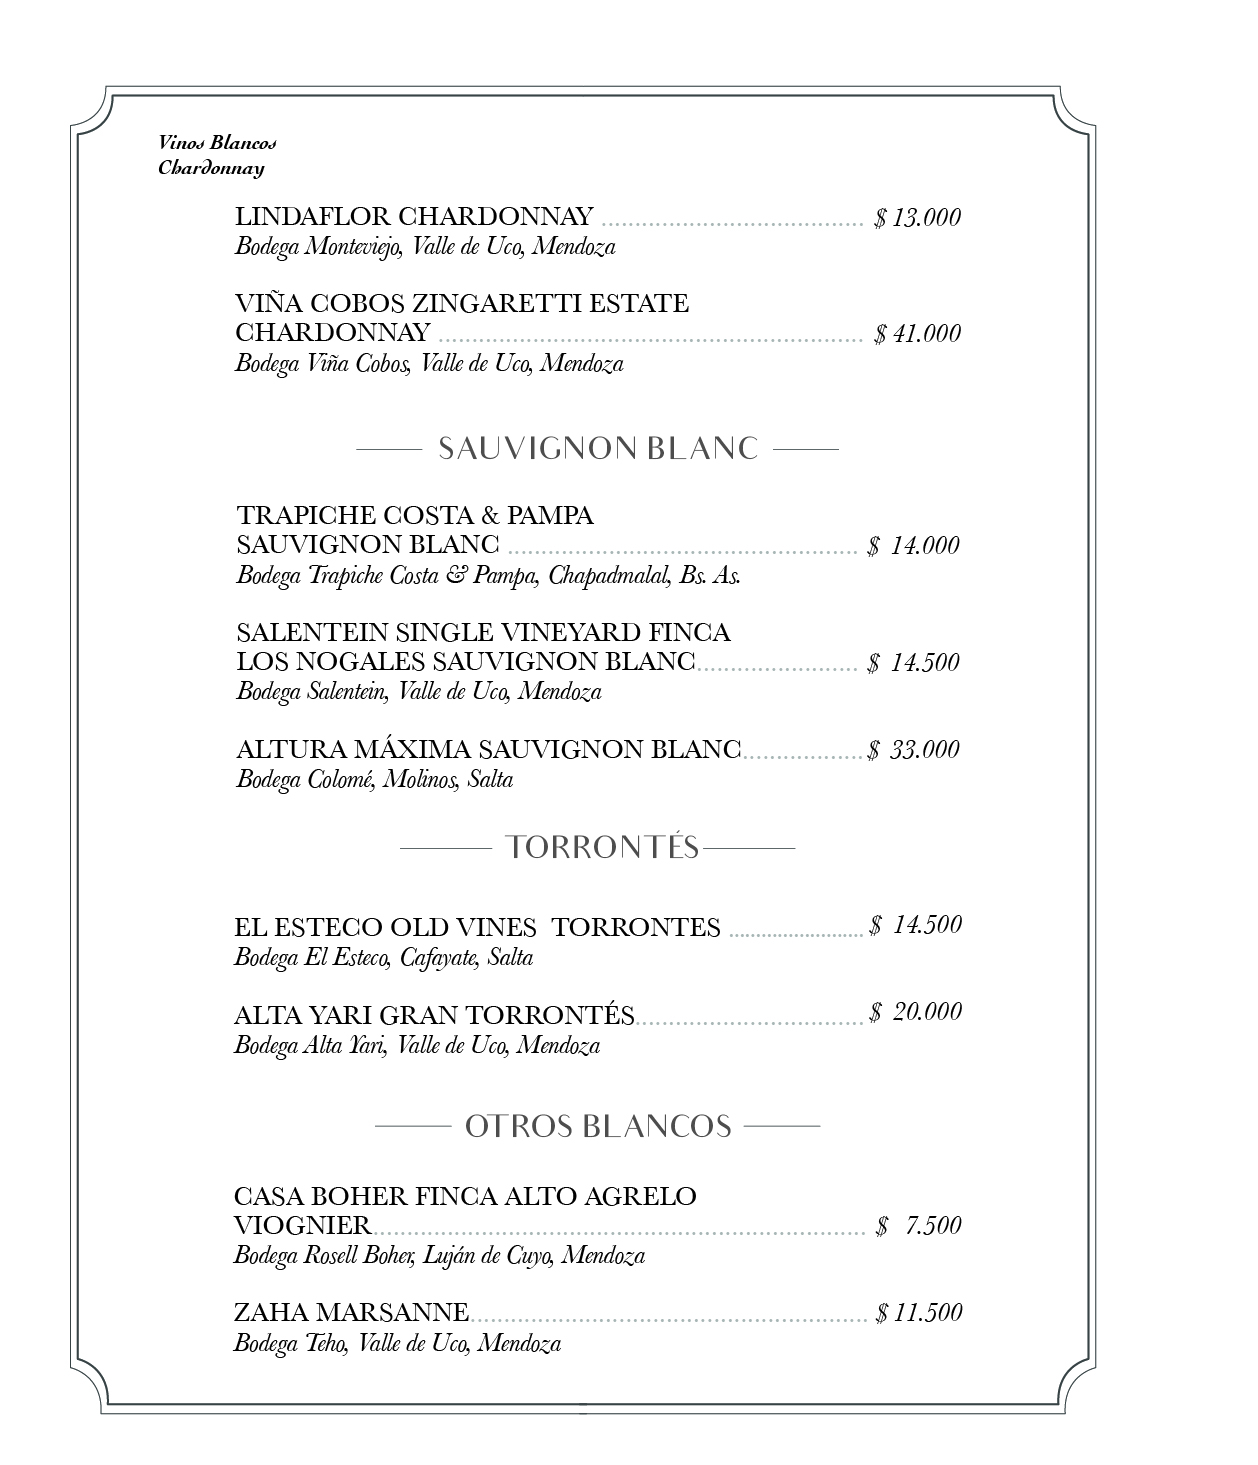 Vinos Blancos
Chardonnay
LINDAFLOR CHARDONNAY ........................................ $ 13.000
Bodega Monteviejo, Valle de Uco, Mendoza
VIÑA COBOS ZINGARETTI ESTATE
CHARDONNAY ................................................................ $ 41.000
Bodega Viña Cobos, Valle de Uco, Mendoza
SAUVIGNON BLANC
TRAPICHE COSTA & PAMPA
SAUVIGNON BLANC .................................................... $ 14.000
Bodega Trapiche Costa & Pampa, Chapadmalal, Bs. As.
SALENTEIN SINGLE VINEYARD FINCA
LOS NOGALES SAUVIGNON BLANC........................ $ 14.500
Bodega Salentein, Valle de Uco, Mendoza
ALTURA MÁXIMA SAUVIGNON BLANC.................. $ 33.000
Bodega Colomé, Molinos, Salta
TORRONTÉS
EL ESTECO OLD VINES TORRONTES ........................ $ 14.500
Bodega El Esteco, Cafayate, Salta
ALTA YARI GRAN TORRONTÉS.................................. $ 20.000
Bodega Alta Yari, Valle de Uco, Mendoza
OTROS BLANCOS
CASA BOHER FINCA ALTO AGRELO
VIOGNIER.......................................................................... $ 7.500
Bodega Rosell Boher, Luján de Cuyo, Mendoza
ZAHA MARSANNE............................................................ $ 11.500
Bodega Teho, Valle de Uco, Mendoza